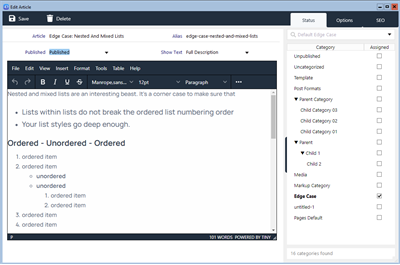 Edit Article
Save
Delete
Article Edge Case: Nested And Mixed Lists
Alias edge-case-nested-and-mixed-lists
Published Published
Show Text Full Description
File Edit View Insert Format Tools Table Help
B I U S Manrope,sans... 12pt Paragraph
Nested and mixed lists are an interesting beast. It's a corner case to make sure that
• Lists within lists do not break the ordered list numbering order
• Your list styles go deep enough.
Ordered - Unordered - Ordered
1. ordered item
2. ordered item
unordered
unordered
1. ordered item
2. ordered item
3. ordered item
4. ordered item
P 101 WORDS POWERED BY TINY
Status Options SEO
Default Edge Case
Category Assigned
Unpublished
Uncategorized
Template
Post Formats
Parent Category
Child Category 03
Child Category 02
Child Category 01
Parent
Child 1
Child 2
Media
Markup Category
Edge Case
untitled-1
Pages Default
16 categories found